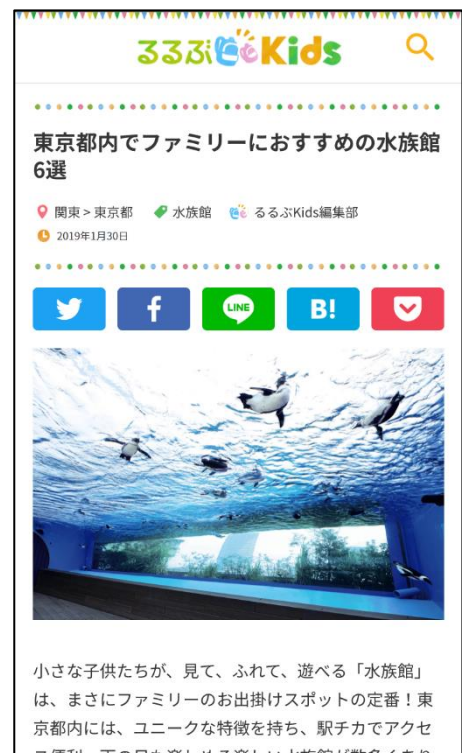 るるぶ&Kids
東京都内でファミリーにおすすめの水族館
6選
関東 > 東京都 水族館 るるぶKids編集部
2019年1月30日
LINE
B!
小さな子供たちが、見て、ふれて、遊べる「水族館」
は、まさにファミリーのお出掛けスポットの定番！東
京都内には、ユニークな特徴を持ち、駅チカでアクセ